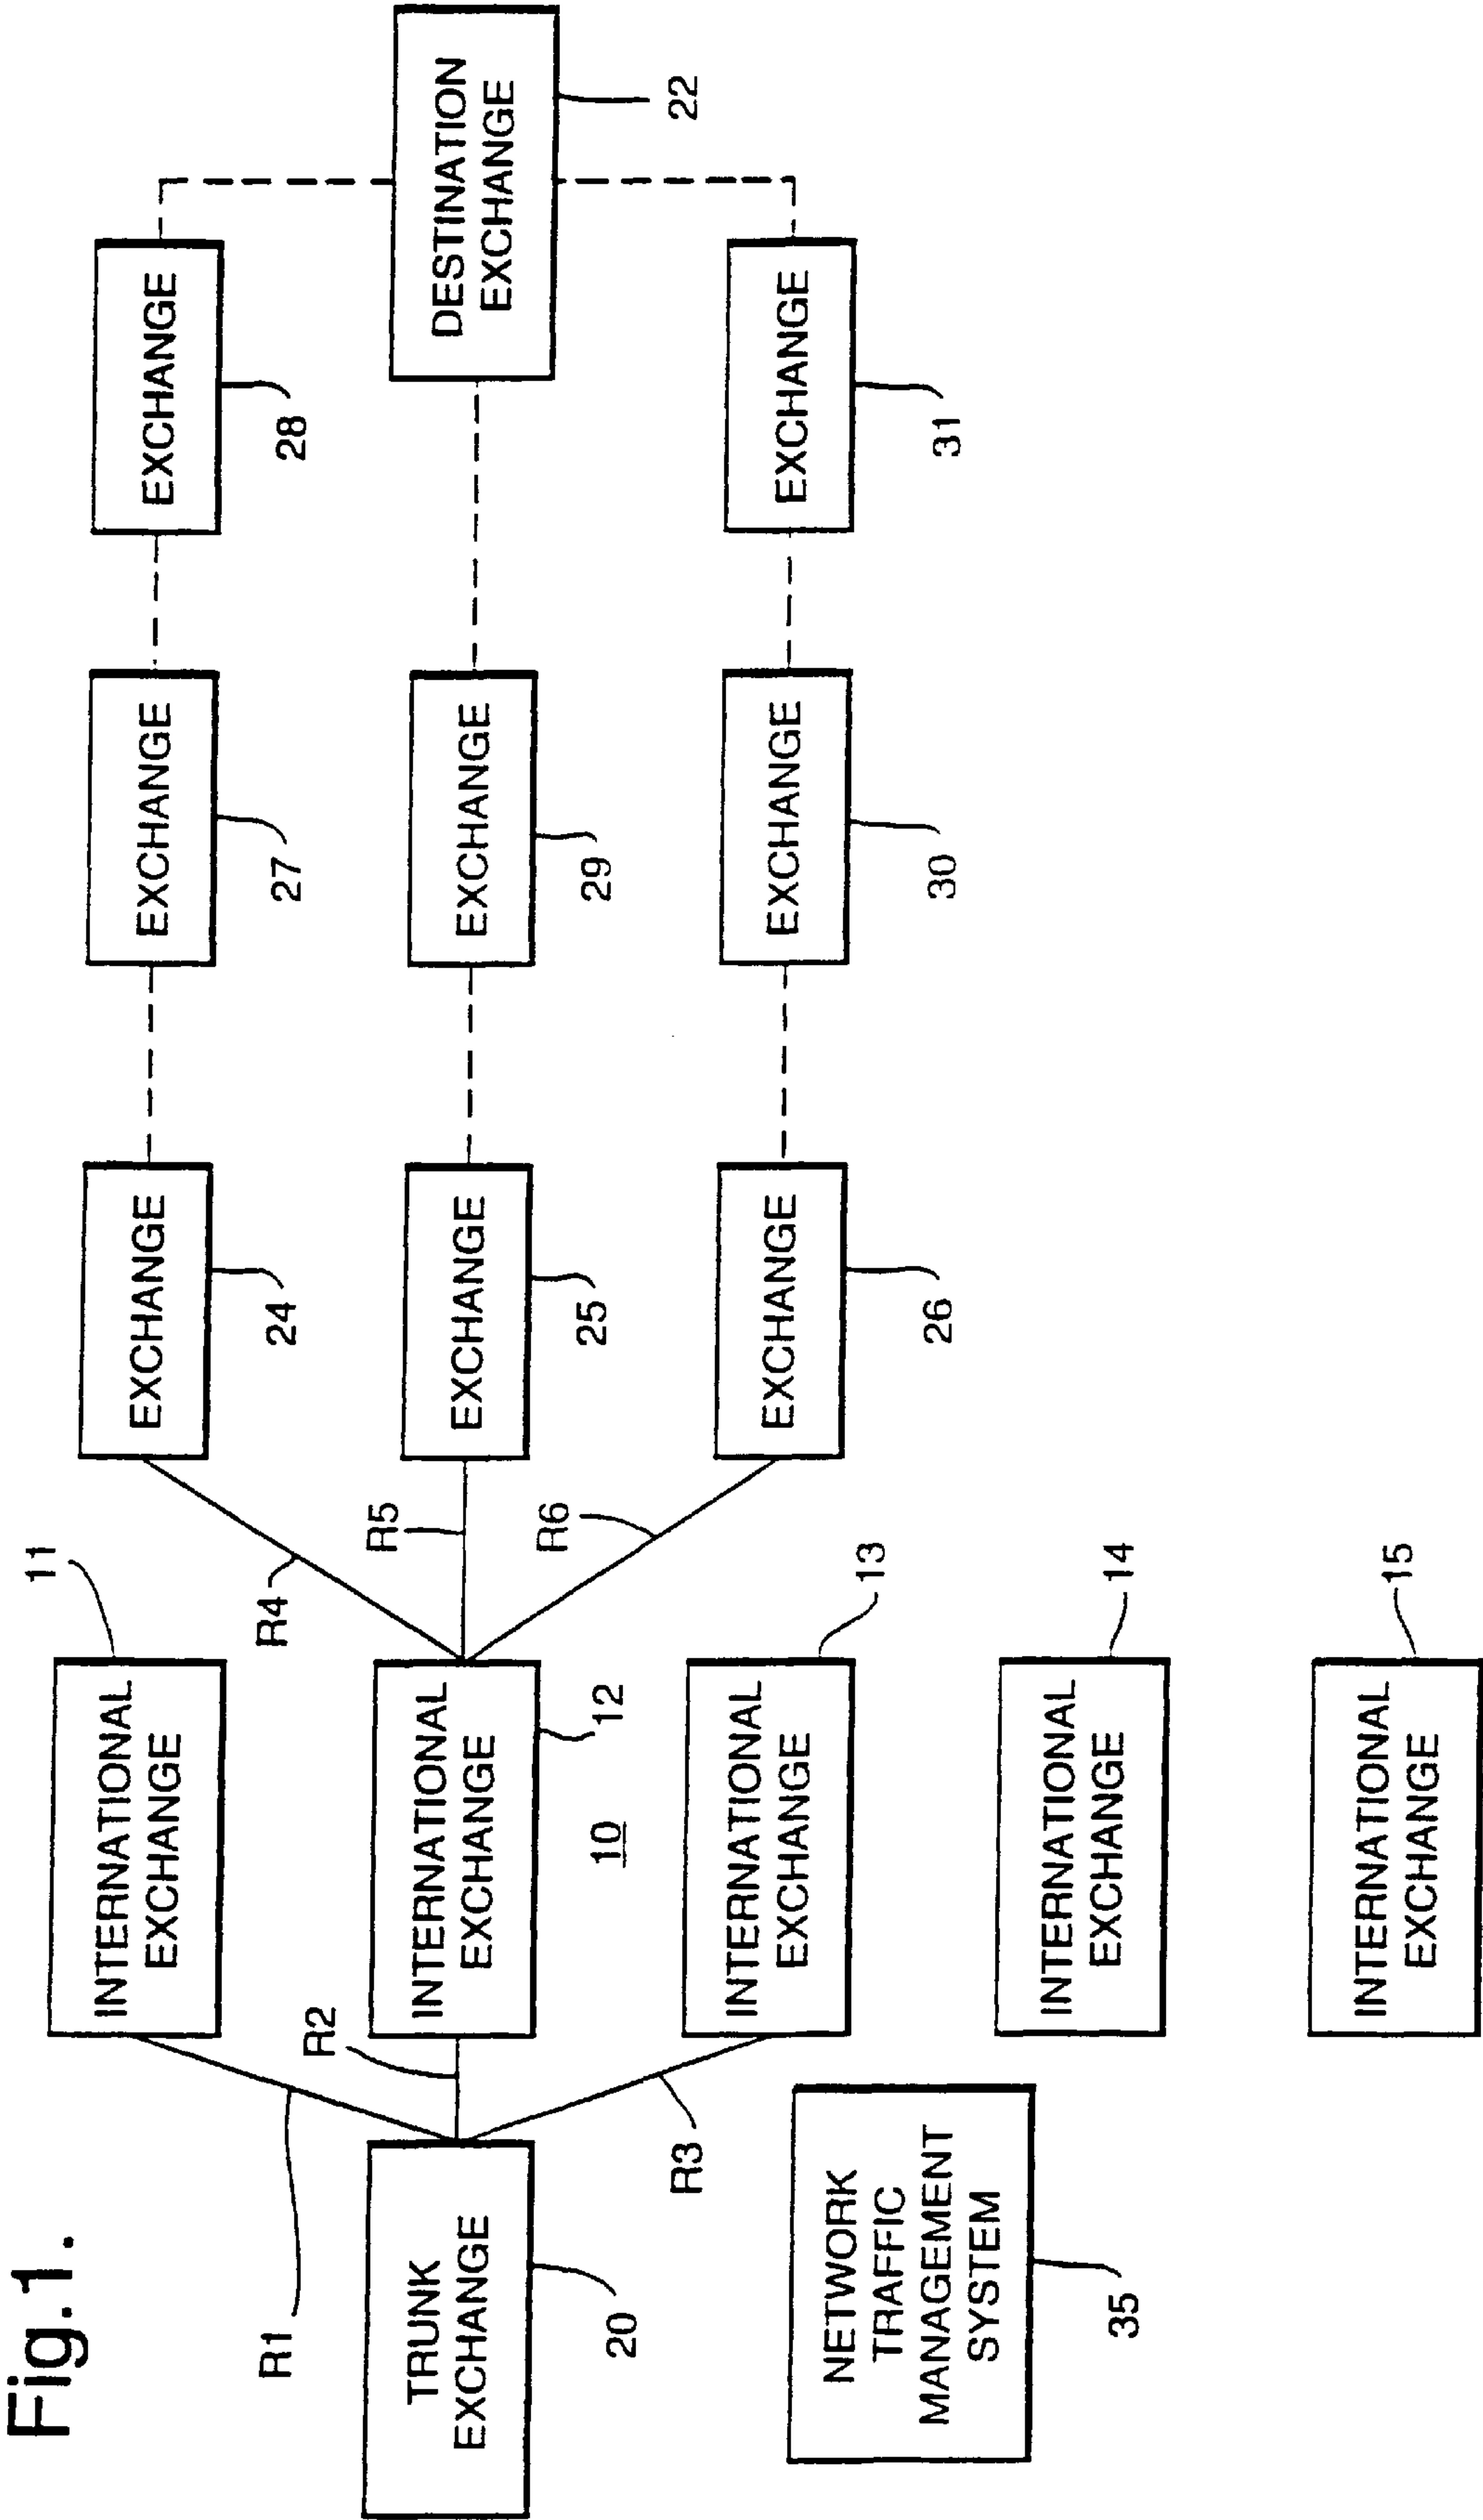 Fig.1.
R1
TRUNK
EXCHANGE
20
R2
R3
NETWORK
TRAFFIC
MANAGEMENT
SYSTEM
35
11
INTERNATIONAL
EXCHANGE
INTERNATIONAL
EXCHANGE
12
10
INTERNATIONAL
EXCHANGE
13
INTERNATIONAL
EXCHANGE
14
INTERNATIONAL
EXCHANGE
15
R4
R5
R6
EXCHANGE
24
EXCHANGE
25
EXCHANGE
26
EXCHANGE
27
EXCHANGE
29
EXCHANGE
30
EXCHANGE
28
EXCHANGE
31
DESTINATION
EXCHANGE
22